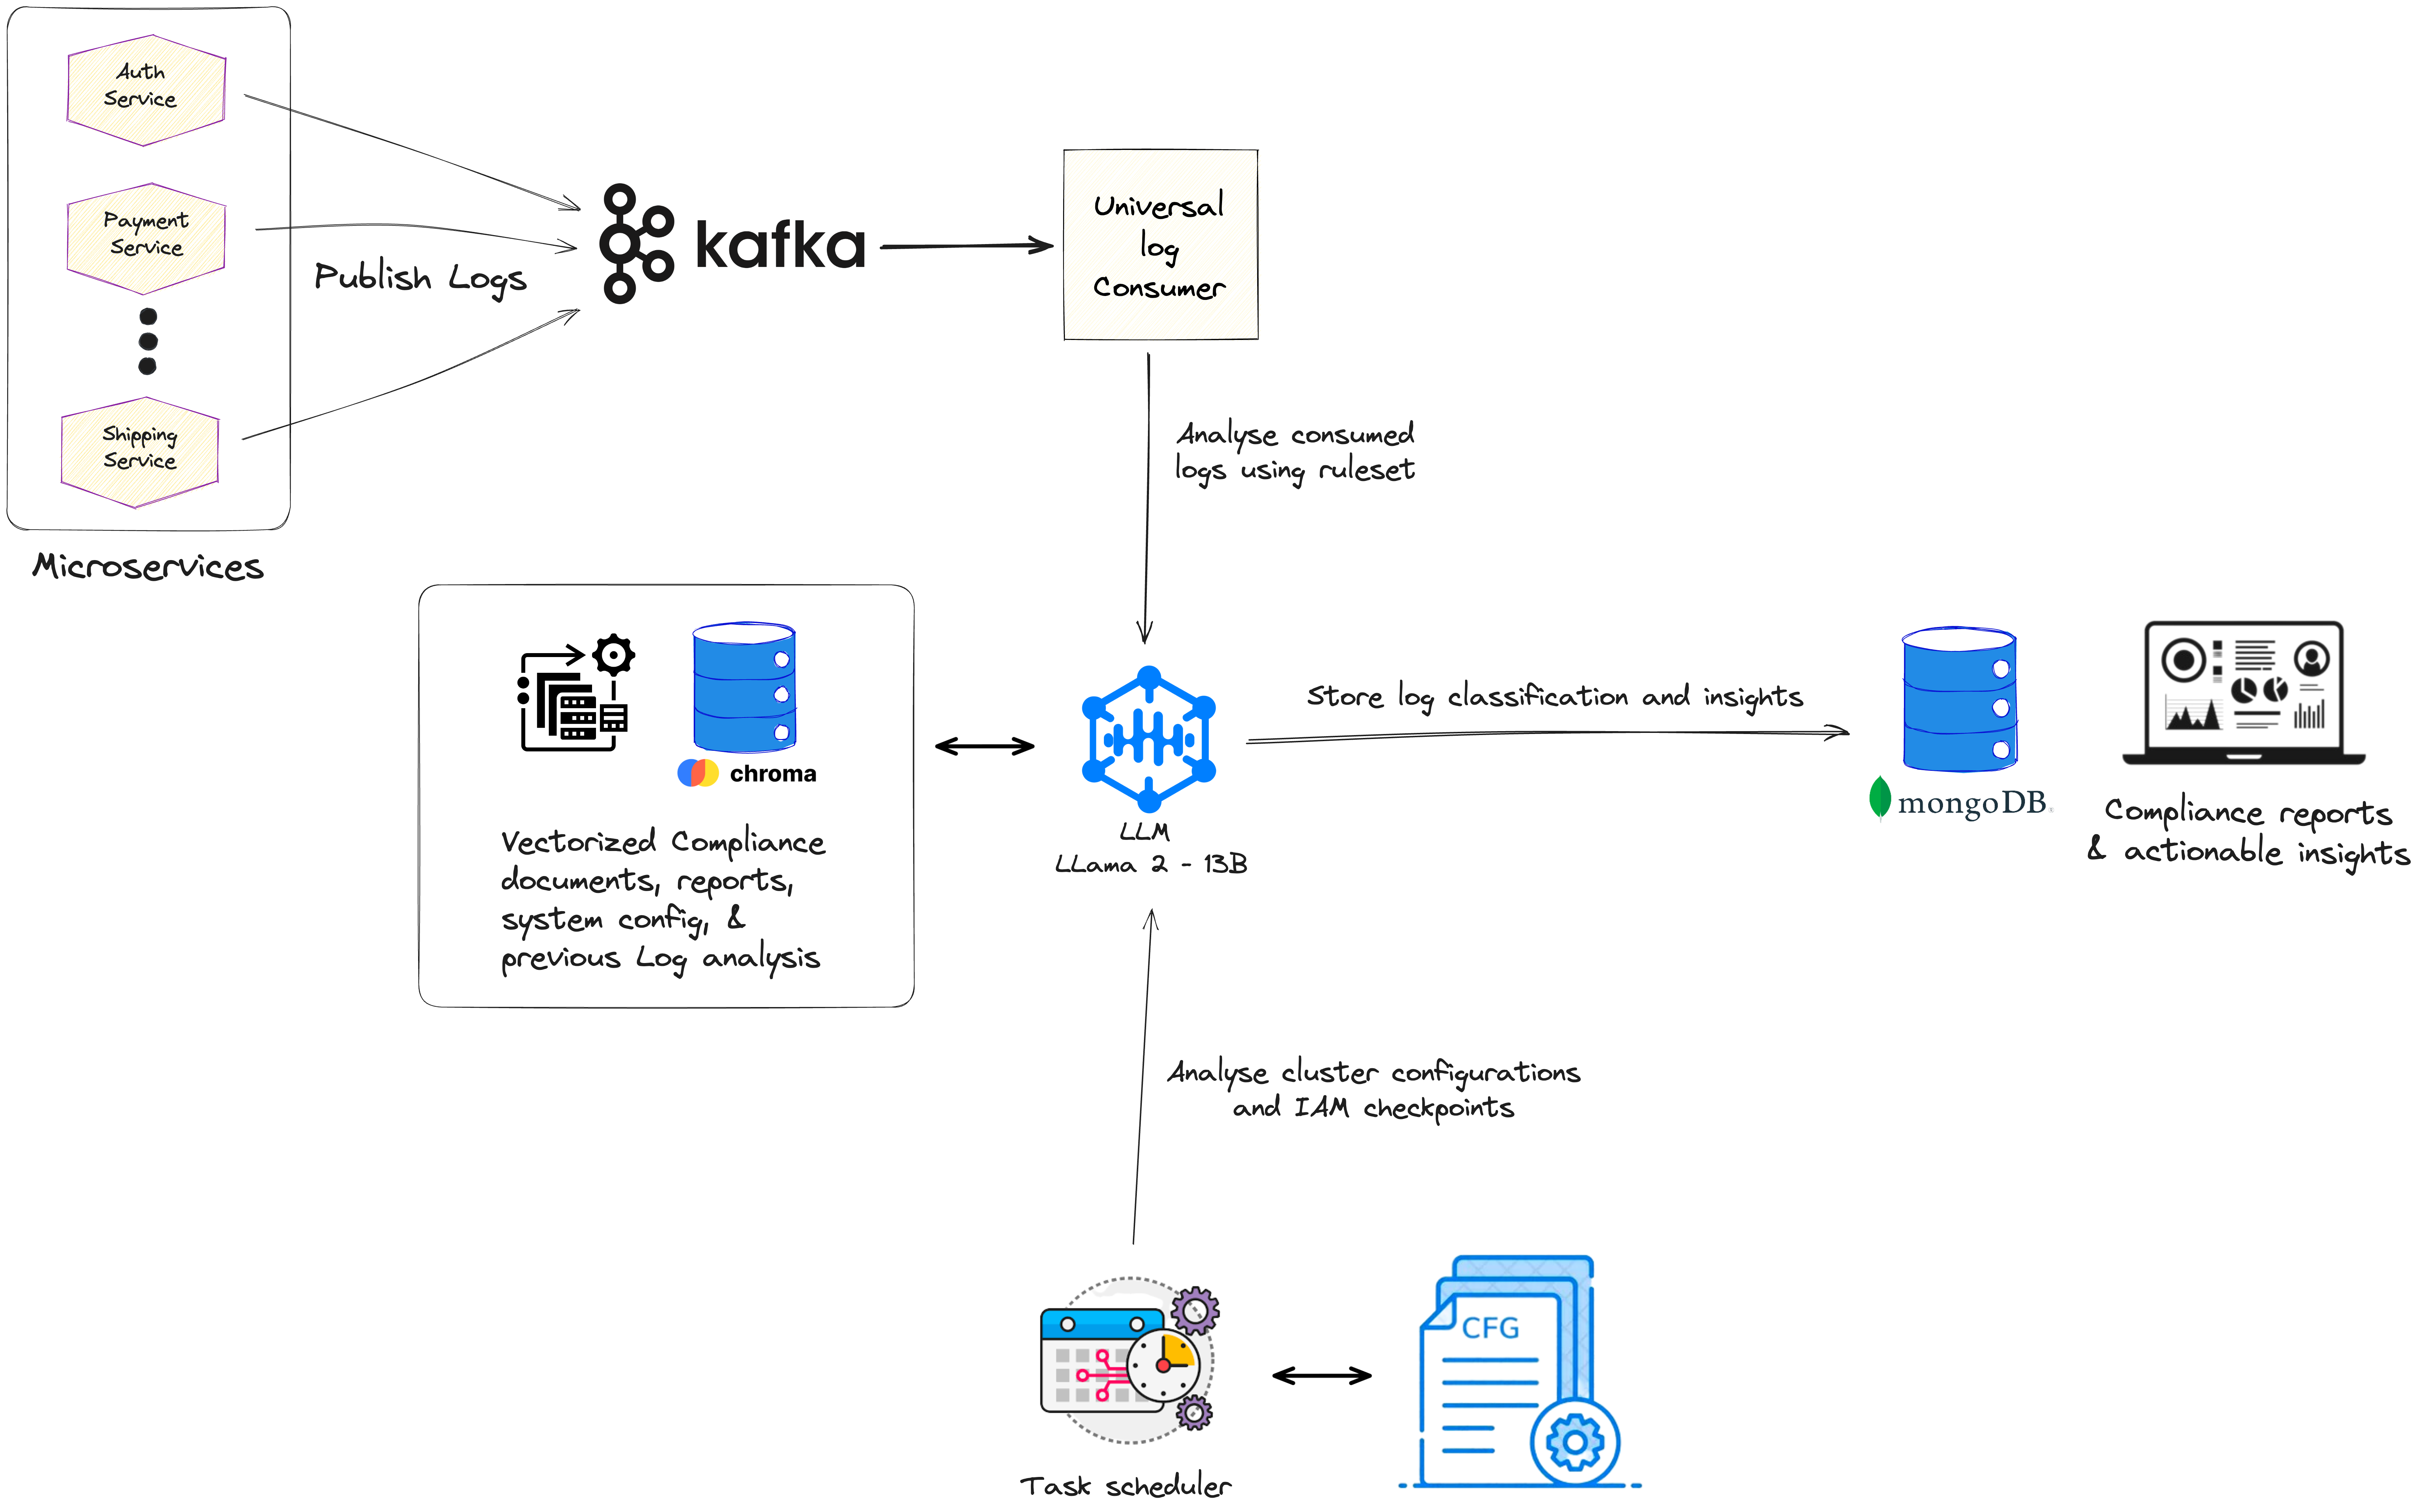 Auth
Service
Payment
Service
Shipping
Service
Microservices
Publish Logs
kafka
Universal
log
Consumer
Analyse consumed
logs using ruleset
chroma
Vectorized Compliance
documents, reports,
system config, &
previous Log analysis
LLM
LLama 2 - 13B
Store log classification and insights
mongoDB
Compliance reports
& actionable insights
Analyse cluster configurations
and IAM checkpoints
Task scheduler
CFG